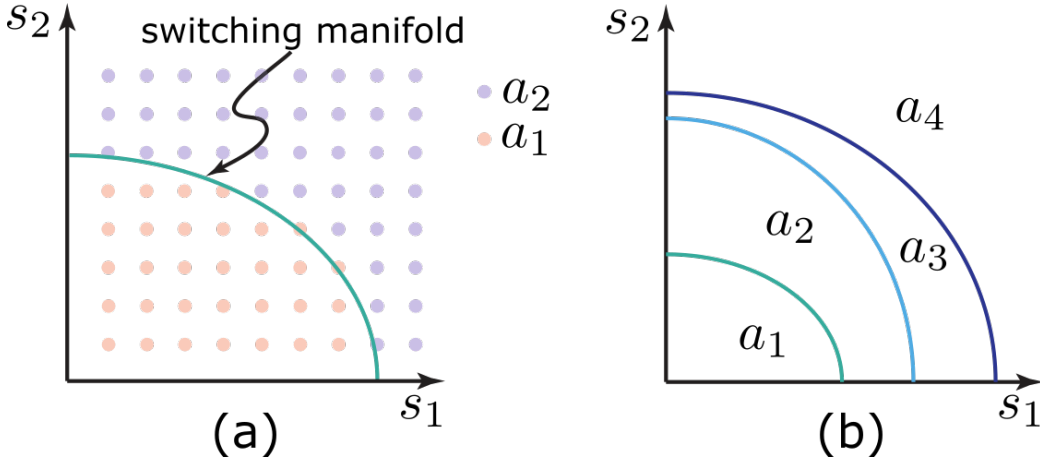 s₂
switching manifold
a₂
a₁
s₁
(a)
s₂
a₄
a₂
a₃
a₁
s₁
(b)